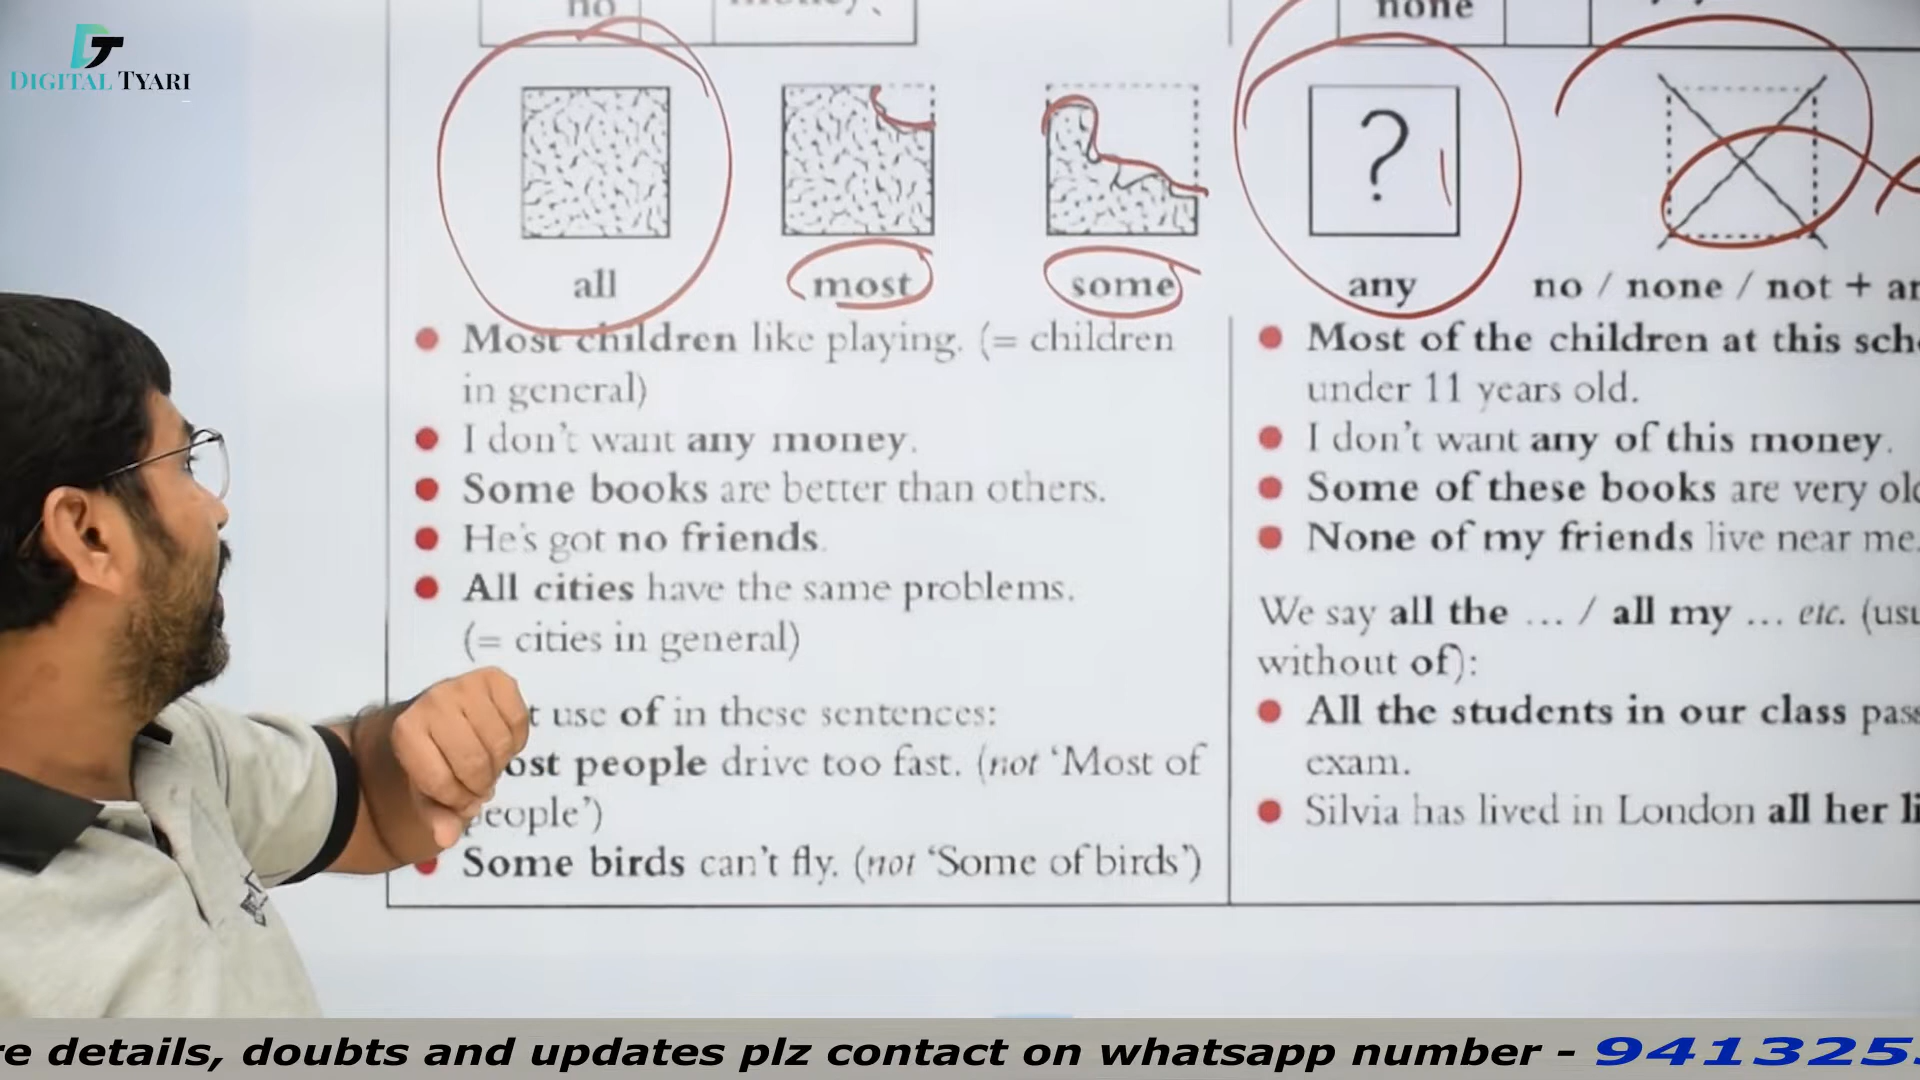 DT
DIGITAL TYARI
no
none
all most some any no / none / not +
Most children like playing. (= children
in general)
I don't want any money.
Some books are better than others.
He's got no friends.
All cities have the same problems.
(= cities in general)
use of in these sentences:
ost people drive too fast. (not 'Most of
eople')
Some birds can't fly. (not 'Some of birds')
Most of the children at this sch
under 11 years old.
I don't want any of this money.
Some of these books are very ol
None of my friends live near me.
We say all the ... / all my ... etc. (usu
without of):
All the students in our class pass
exam.
Silvia has lived in London all her li
re details, doubts and updates plz contact on whatsapp number - 941325